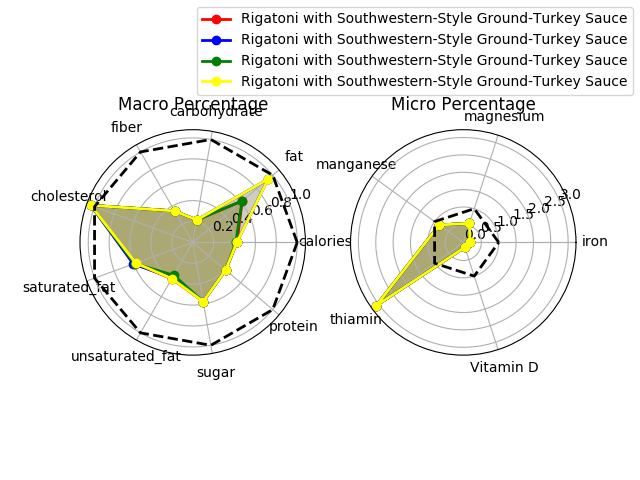 Rigatoni with Southwestern-Style Ground-Turkey Sauce
Rigatoni with Southwestern-Style Ground-Turkey Sauce
Rigatoni with Southwestern-Style Ground-Turkey Sauce
Rigatoni with Southwestern-Style Ground-Turkey Sauce
Macro Percentage
calories
fat
carbohydrate
fiber
cholesterol
saturated_fat
unsaturated_fat
sugar
protein
0.2
0.4
0.6
0.8
1.0
Micro Percentage
iron
magnesium
manganese
thiamin
Vitamin D
0.0
0.5
1.0
1.5
2.0
2.5
3.0